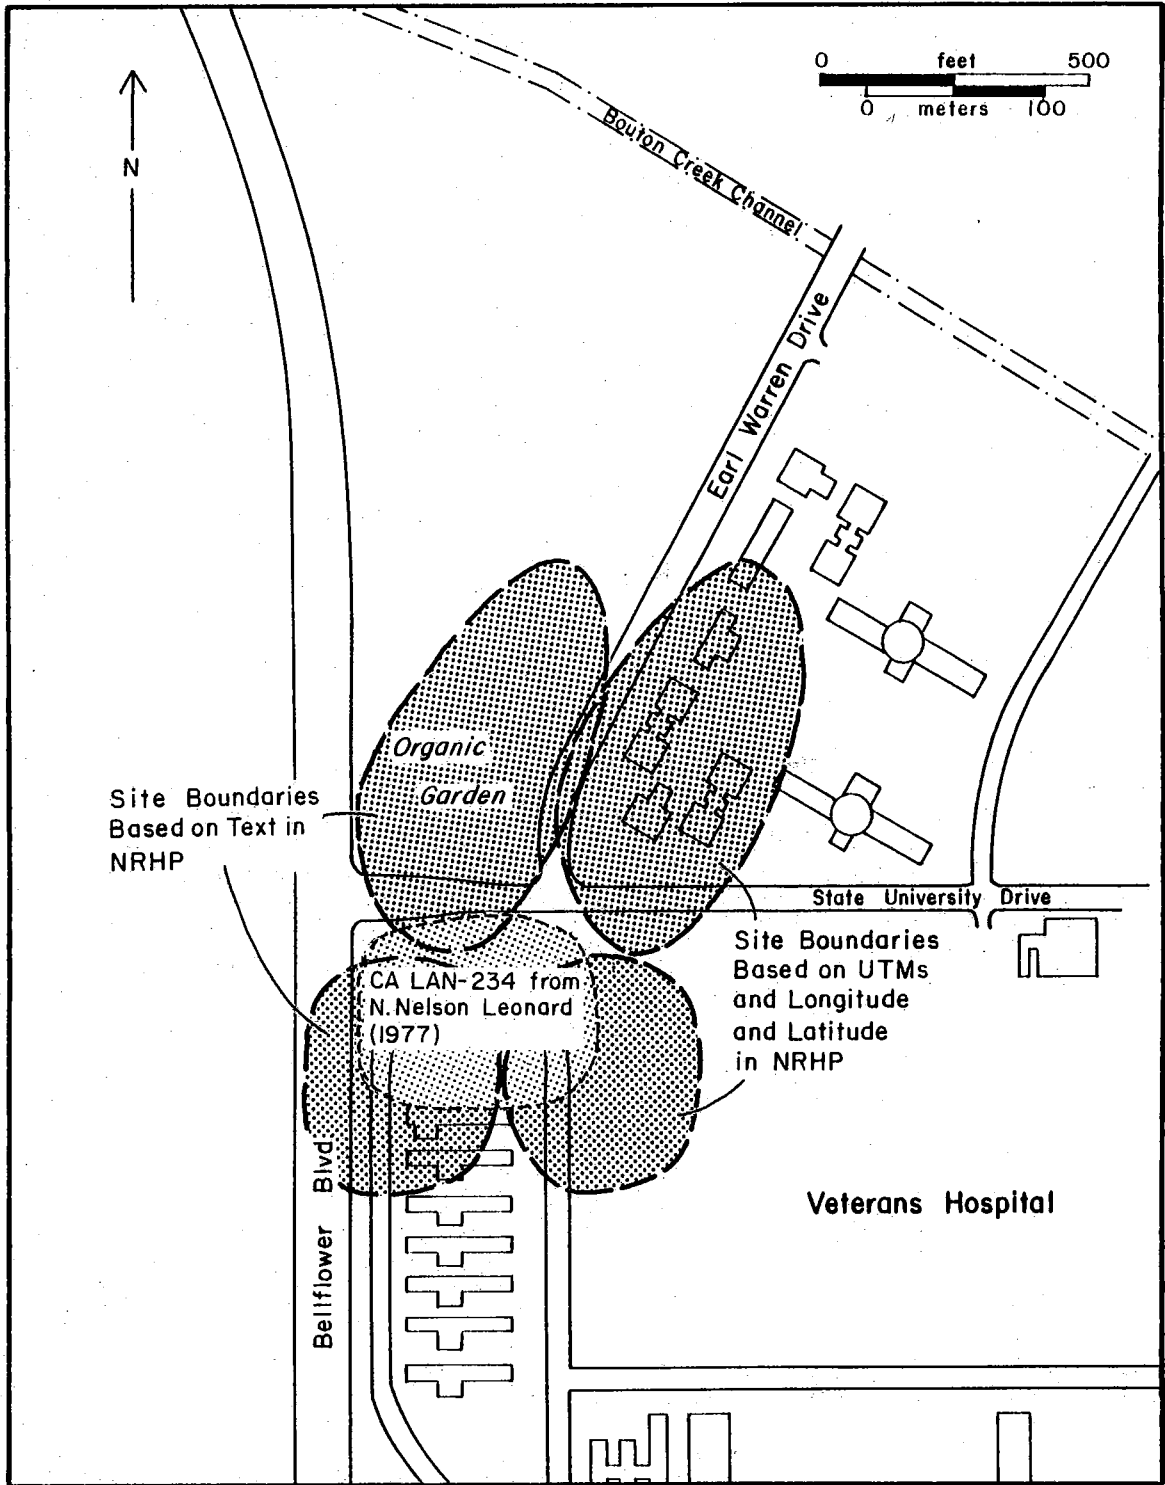 0 feet 500
0 meters 100
N
Bouton Creek Channel
Earl Warren Drive
Organic
Garden
Site Boundaries
Based on Text in
NRHP
State University Drive
Site Boundaries
Based on UTMs
and Longitude
and Latitude
in NRHP
CA LAN-234 from
N. Nelson Leonard
(1977)
Bellflower Blvd
Veterans Hospital